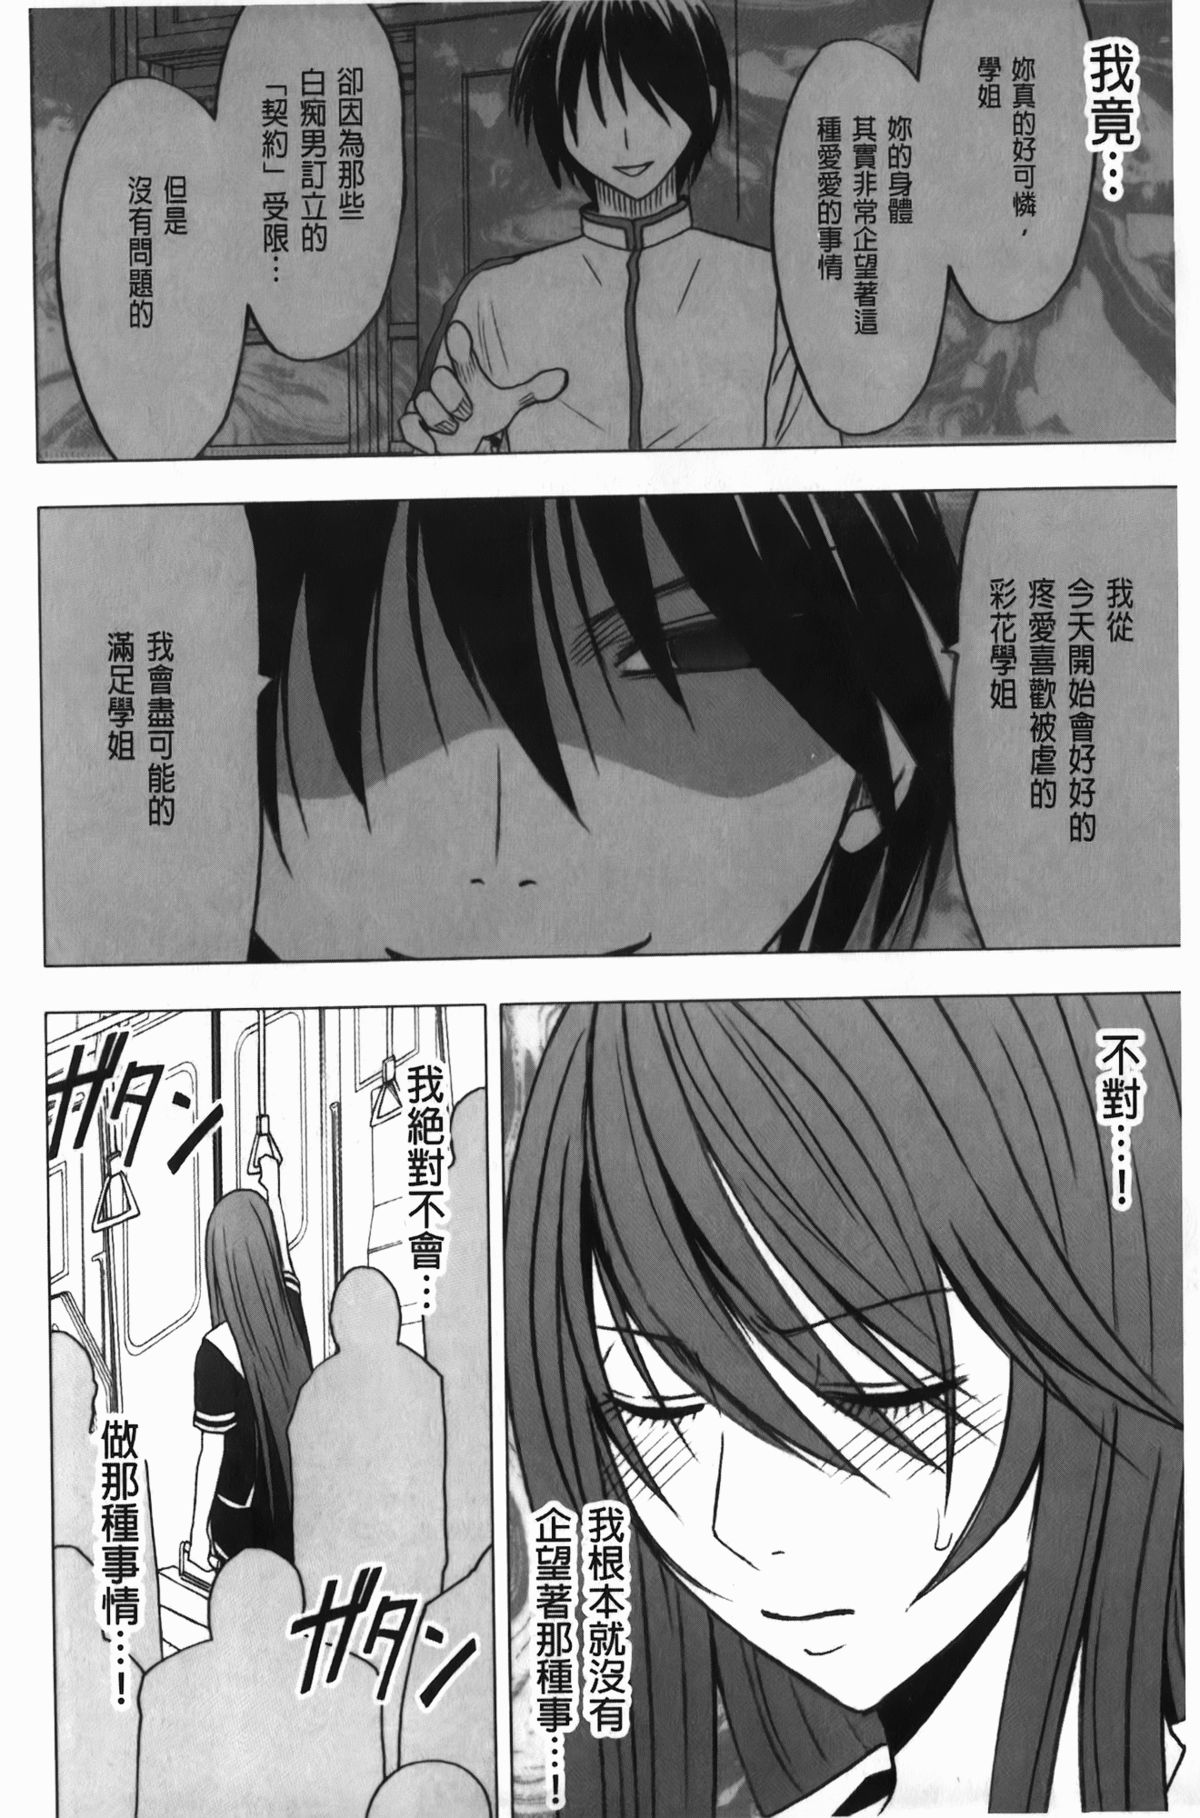 我竟…
妳真的好可憐，
學姐
妳的身體
其實非常企望著這
種愛愛的事情
卻因為那些
白痴男訂立的
「契約」受限…
但是
沒有問題的
我從
今天開始會好好的
疼愛喜歡被虐的
彩花學姐
我會盡可能的
滿足學姐
不對…！
我根本就沒有
企望著那種事…！
ガタン
我絕對不會…
做那種事情…！
ガタン